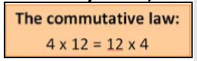 The commutative law:
4 x 12 = 12 x 4